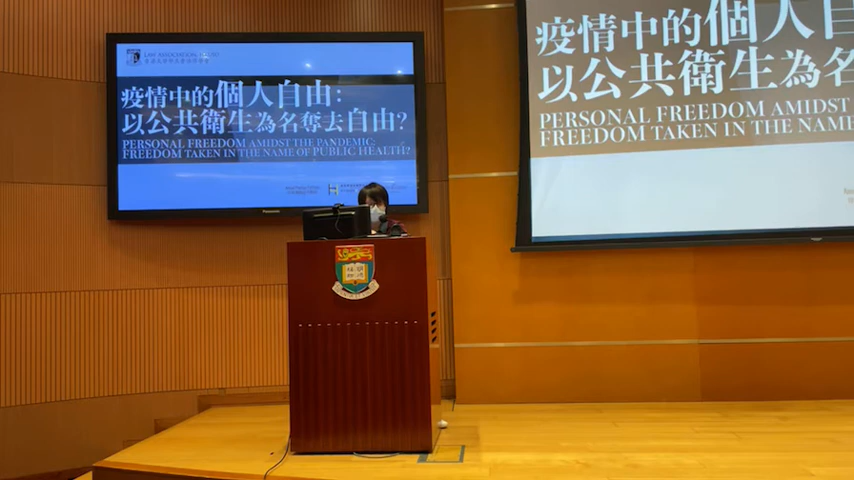 LAW ASSOCIATION, HKUSU
疫情中的個人自由：
以公共衛生為名奪去自由?
PERSONAL FREEDOM AMIDST THE PANDEMIC:
FREEDOM TAKEN IN THE NAME OF PUBLIC HEALTH?
疫情中的個人自
以公共衛生為名
PERSONAL FREEDOM AMIDST
FREEDOM TAKEN IN THE NAME